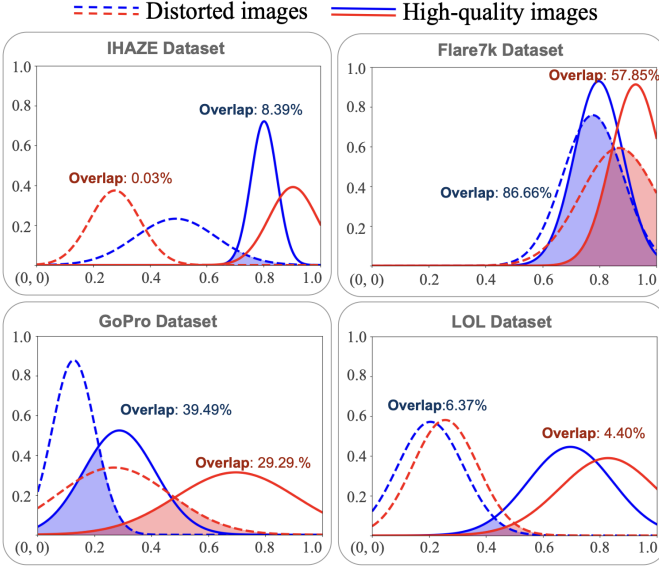 Distorted images High-quality images
IHAZE Dataset
1.0
0.8
0.6
0.4
0.2
Overlap: 8.39%
Overlap: 0.03%
(0, 0) 0.2 0.4 0.6 0.8 1.0
Flare7k Dataset
1.0
0.8
0.6
0.4
0.2
Overlap: 57.85%
Overlap: 86.66%
(0, 0) 0.2 0.4 0.6 0.8 1.0
GoPro Dataset
1.0
0.8
0.6
0.4
0.2
Overlap: 39.49%
Overlap: 29.29.%
(0, 0) 0.2 0.4 0.6 0.8 1.0
LOL Dataset
1.0
0.8
0.6
0.4
0.2
Overlap:6.37%
Overlap: 4.40%
(0, 0) 0.2 0.4 0.6 0.8 1.0